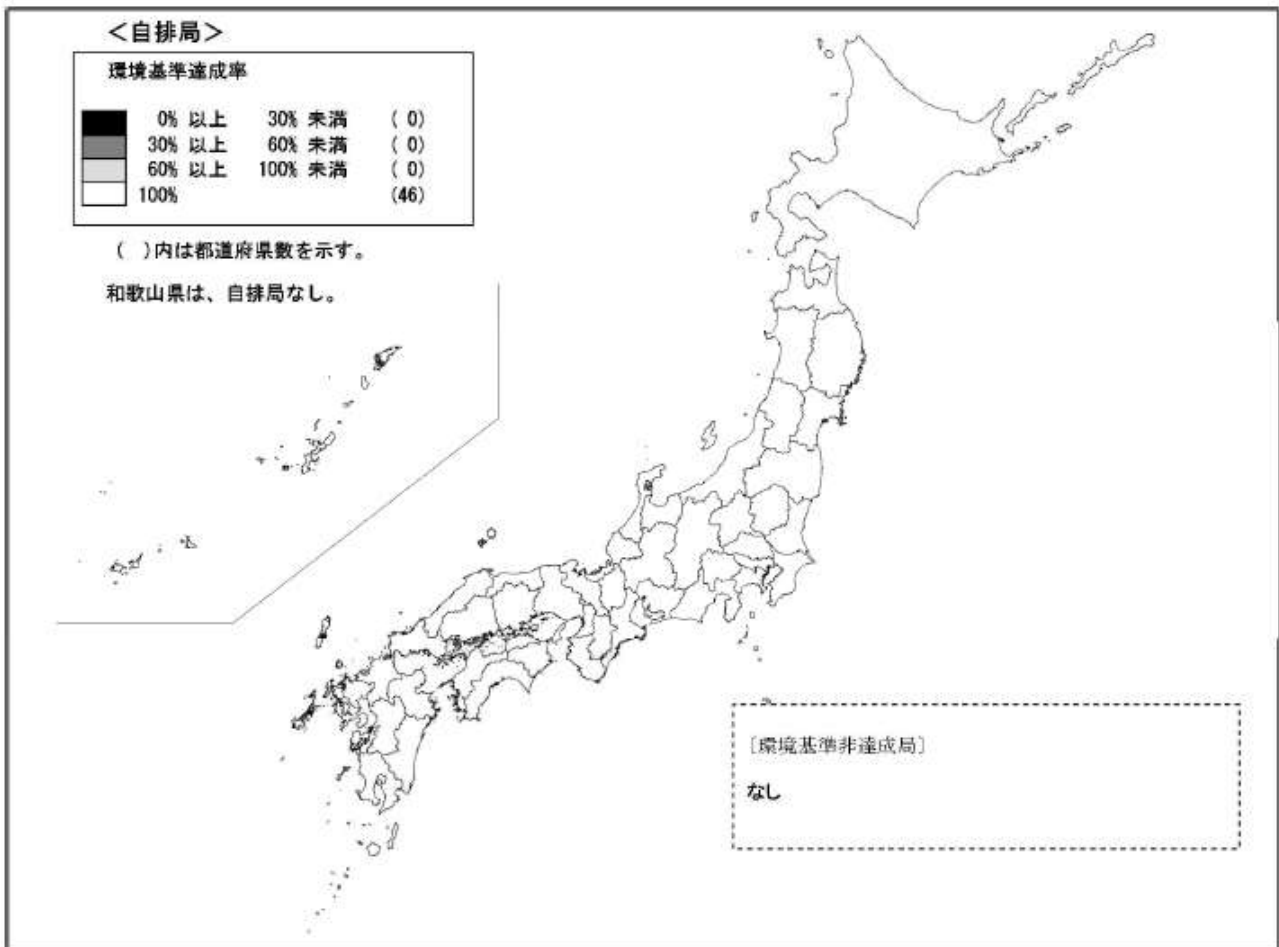 ＜自排局＞
環境基準達成率
0% 以上 30% 未満 ( 0)
30% 以上 60% 未満 ( 0)
60% 以上 100% 未満 ( 0)
100% (46)
( )内は都道府県数を示す。
和歌山県は、自排局なし。
［環境基準非達成局］
なし